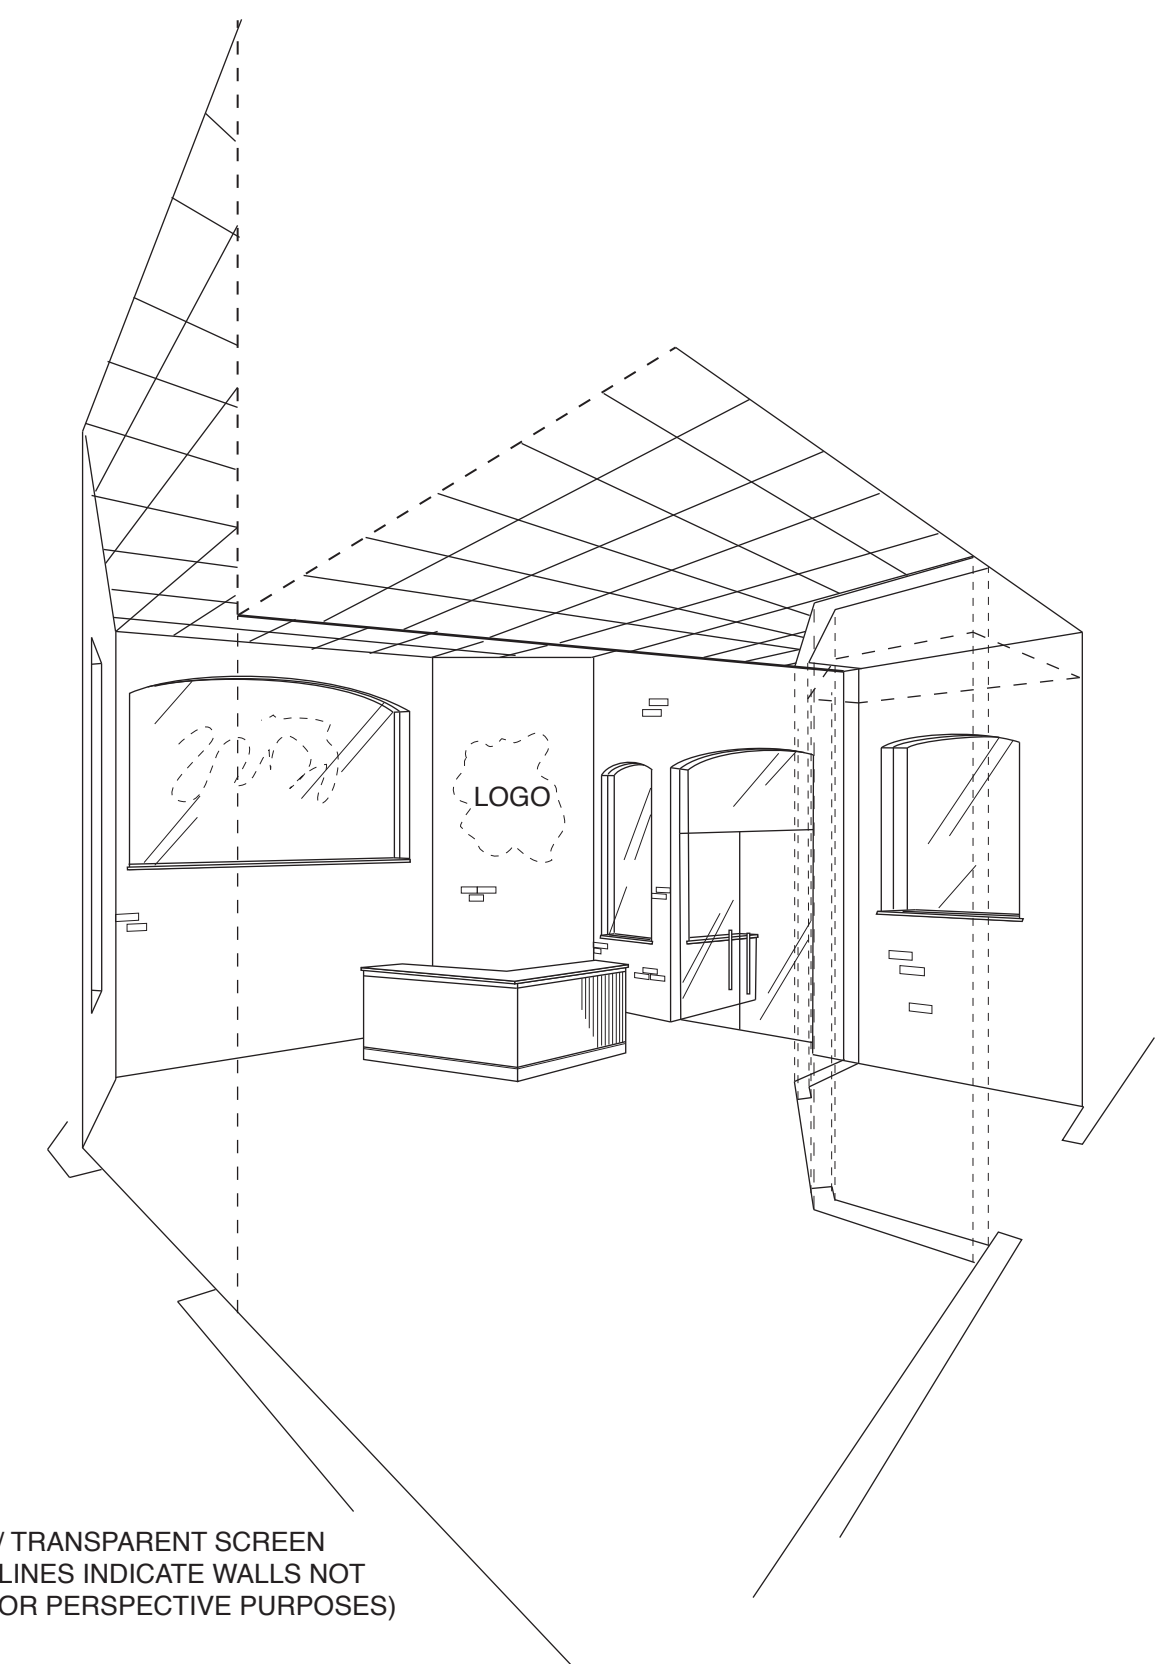 LOGO
/ TRANSPARENT SCREEN
LINES INDICATE WALLS NOT
OR PERSPECTIVE PURPOSES)